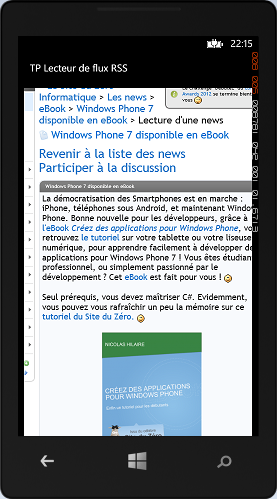 22:15
TP Lecteur de flux RSS
Informatique > Les news >
eBook > Windows Phone 7
disponible en eBook > Lecture d'une news
Awards 2012 se termine bient
Windows Phone 7 disponible en eBook
Revenir à la liste des news
Participer à la discussion
Windows Phone 7 disponible en eBook
La démocratisation des Smartphones est en marche :
iPhone, téléphones sous Android, et maintenant Window
Phone. Bonne nouvelle pour les développeurs, grâce à
l'eBook Créez des applications pour Windows Phone, vo
retrouvez le tutoriel sur votre tablette ou votre liseuse
numérique, pour apprendre facilement à développer de
applications pour Windows Phone 7 ! Vous êtes étudian
professionnel, ou simplement passionné par le
développement ? Cet eBook est fait pour vous !
Seul prérequis, vous devez maîtriser C#. Evidemment,
vous pouvez vous rafraîchir un peu la mémoire sur ce
tutoriel du Site du Zéro.
NICOLAS HILAIRE
CRÉEZ DES APPLICATIONS
POUR WINDOWS PHONE